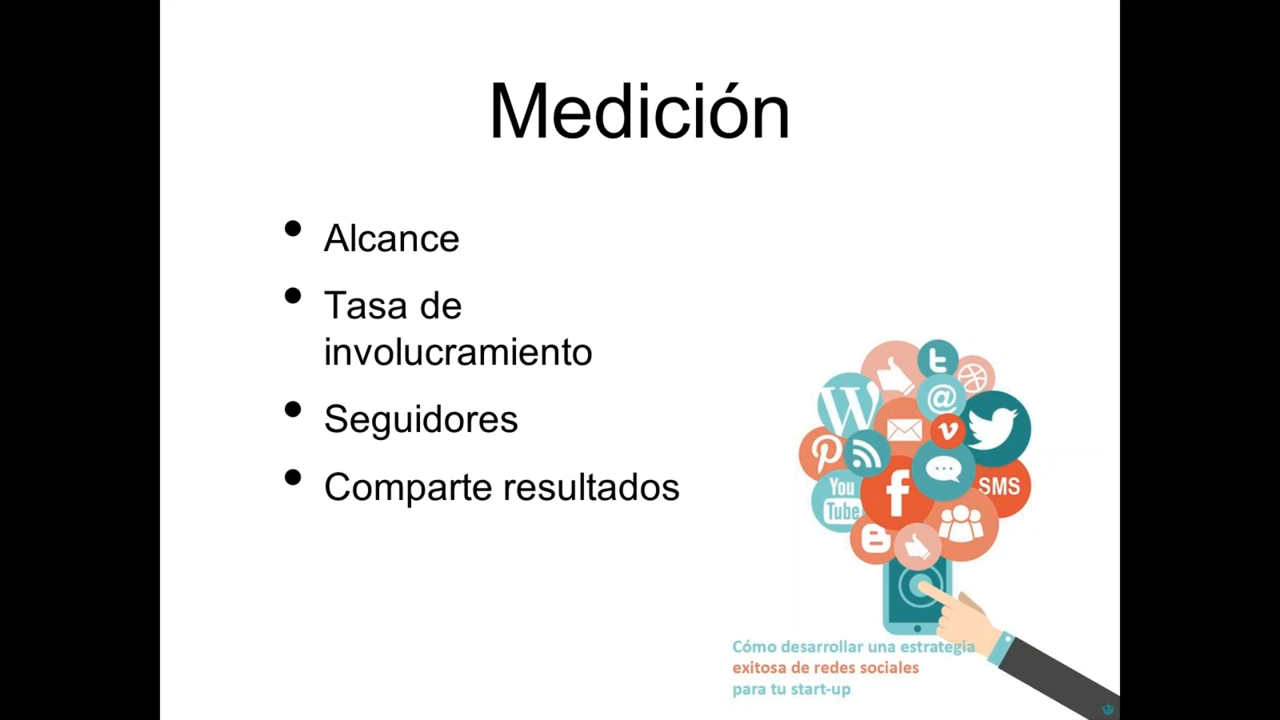 Medición
• Alcance
• Tasa de
involucramiento
• Seguidores
• Comparte resultados
You
Tube
SMS
Cómo desarrollar una estrategia
exitosa de redes sociales
para tu start-up